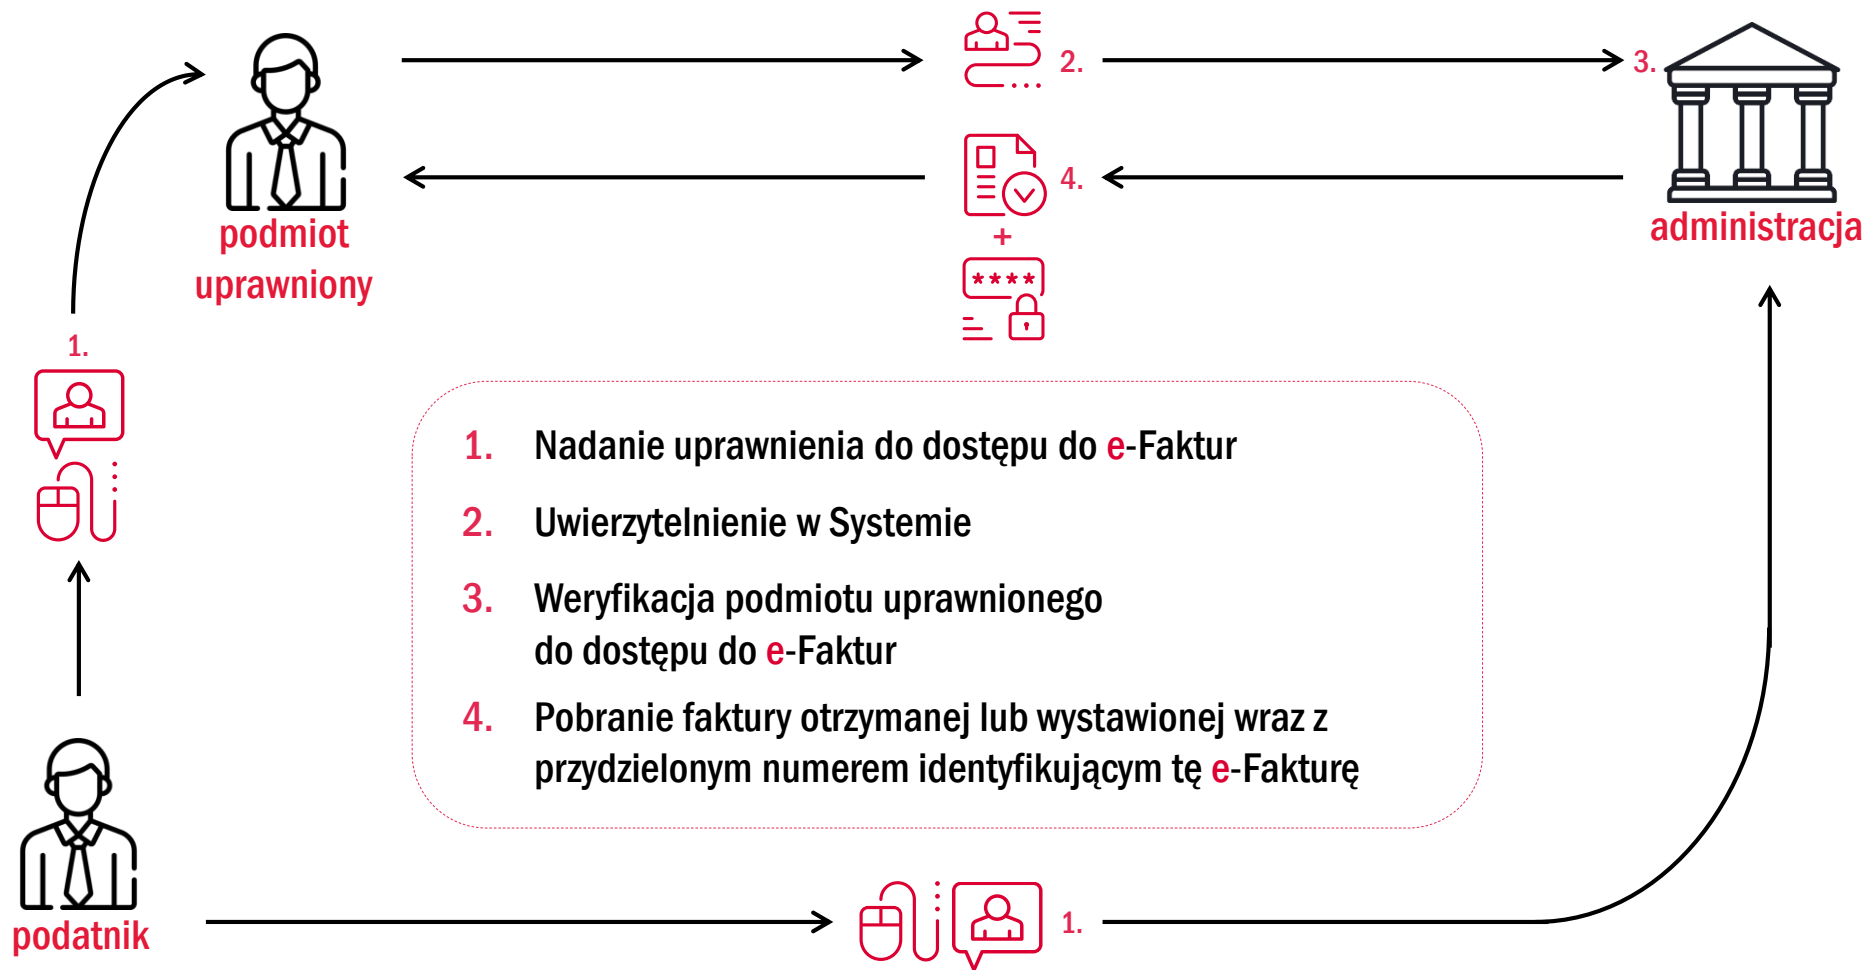 2.
3.
4.
+
****
podmiot
uprawniony
administracja
1.
1. Nadanie uprawnienia do dostępu do e-Faktur
2. Uwierzytelnienie w Systemie
3. Weryfikacja podmiotu uprawnionego
do dostępu do e-Faktur
4. Pobranie faktury otrzymanej lub wystawionej wraz z
przydzielonym numerem identyfikującym tę e-Fakturę
podatnik
1.